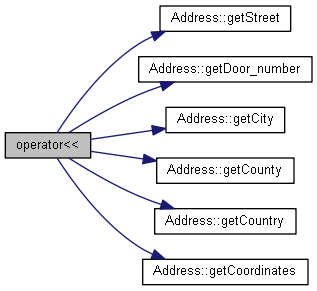 Address::getStreet
Address::getDoor_number
Address::getCity
operator<<
Address::getCounty
Address::getCountry
Address::getCoordinates